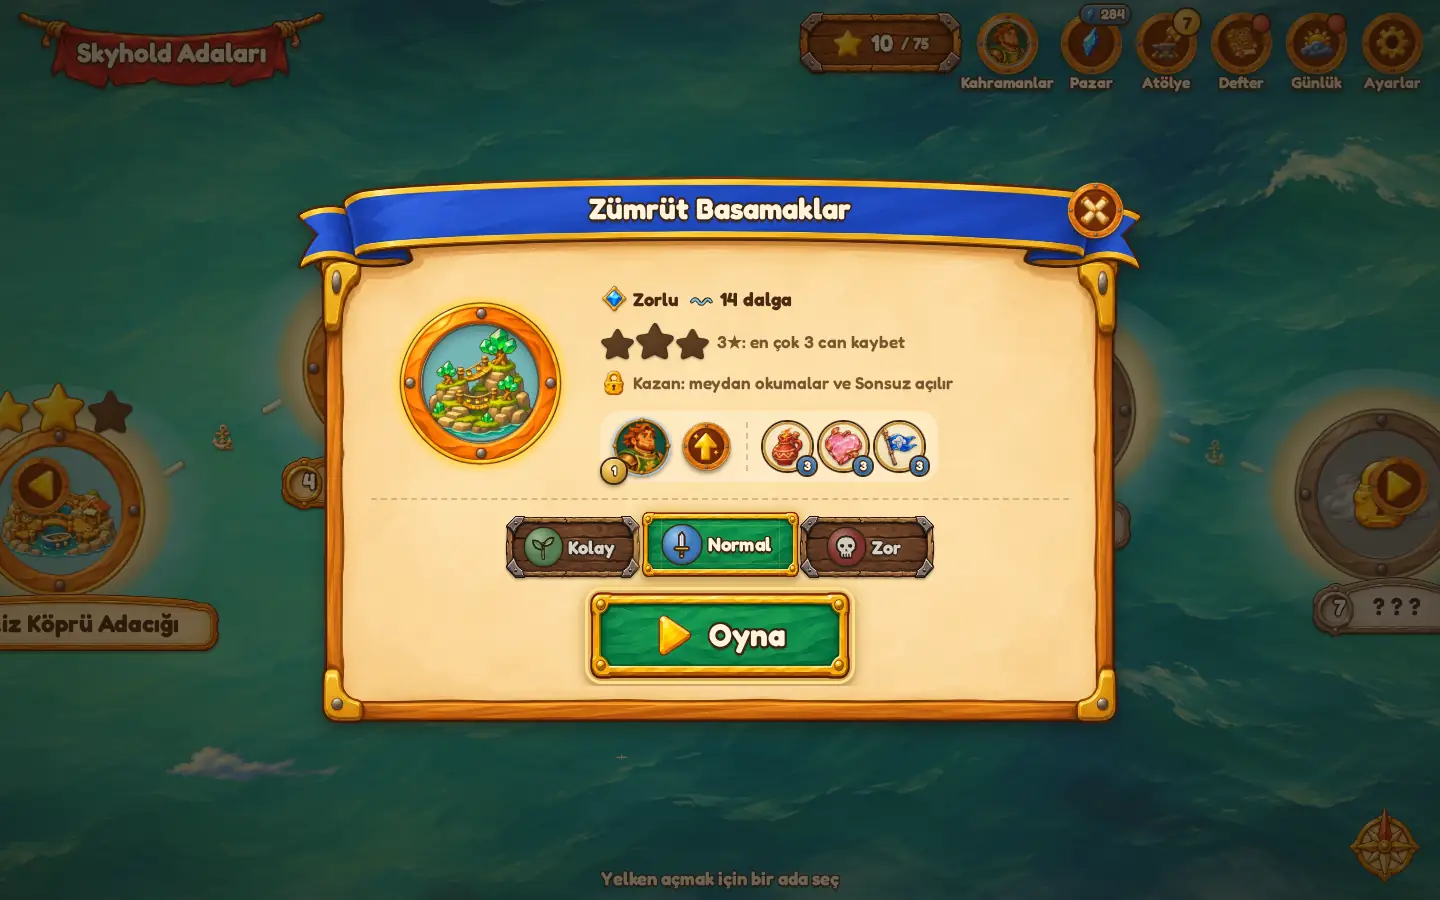 Skyhold Adaları
10 / 75
284
7
Kahramanlar
Pazar
Atölye
Defter
Günlük
Ayarlar
Zümrüt Basamaklar
Zorlu 14 dalga
3★: en çok 3 can kaybet
Kazan: meydan okumalar ve Sonsuz açılır
1
3
3
3
4
Kolay
Normal
Zor
Oyna
iz Köprü Adacığı
7
???
Yelken açmak için bir ada seç